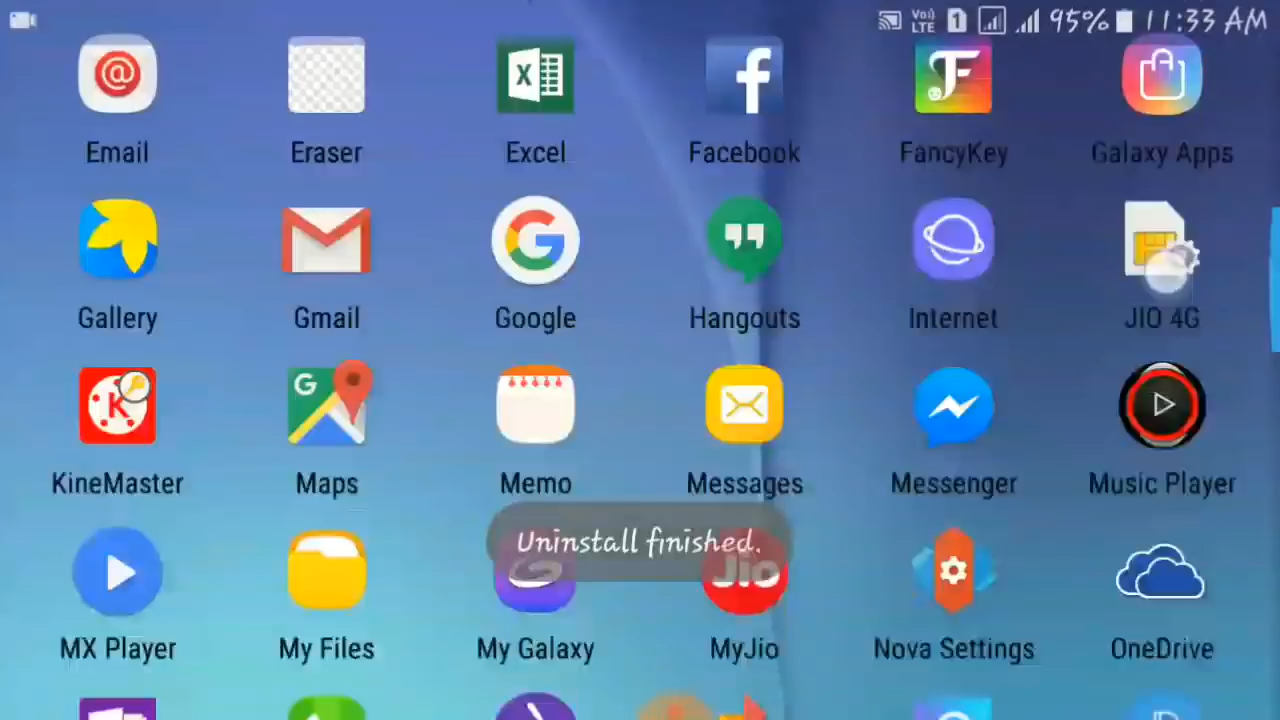 VoD LTE 1 95% 11:33 AM
Email Eraser Excel Facebook FancyKey Galaxy Apps
Gallery Gmail Google Hangouts Internet JIO 4G
KineMaster Maps Memo Messages Messenger Music Player
Uninstall finished.
Jio
MX Player My Files My Galaxy MyJio Nova Settings OneDrive